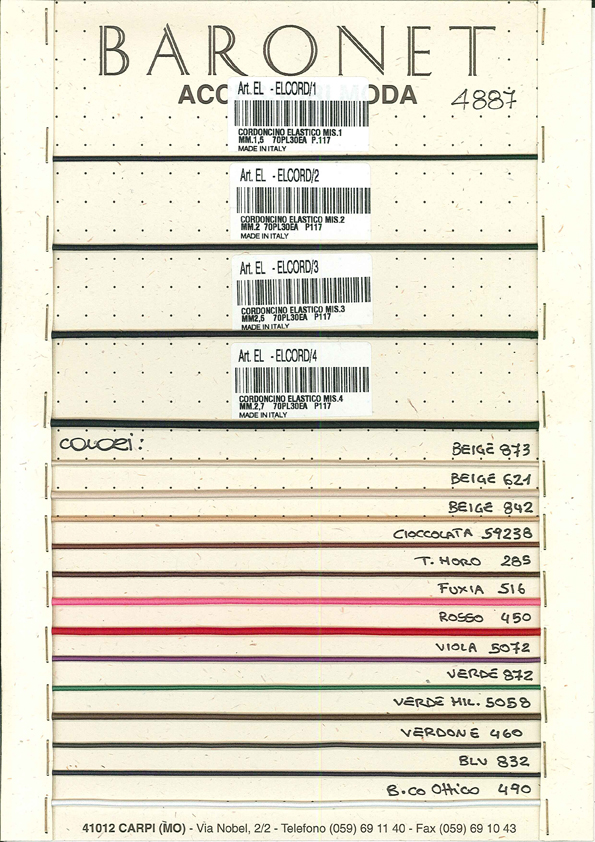 BARONET
ACC ODA
4887
Art. EL - ELCORD/1
CORDONCINO ELASTICO MIS.1
MM.1,5 70PL30EA P.117
MADE IN ITALY
Art. EL - ELCORD/2
CORDONCINO ELASTICO MIS.2
MM.2 70PL30EA P117
MADE IN ITALY
Art. EL - ELCORD/3
CORDONCINO ELASTICO MIS.3
MM2,5 70PL30EA P117
MADE IN ITALY
Art. EL - ELCORD/4
CORDONCINO ELASTICO MIS.4
MM.2,7 70PL30EA P117
MADE IN ITALY
COLORI:
BEIGE 873
BEIGE 621
BEIGE 842
CIOCCOLATA 59238
T. MORO 285
FUXIA 516
ROSSO 450
VIOLA 5072
VERDE 872
VERDE MIL. 5058
VERDONE 460
BLU 832
B.co Ottico 490
41012 CARPI (MO) - Via Nobel, 2/2 - Telefono (059) 69 11 40 - Fax (059) 69 10 43